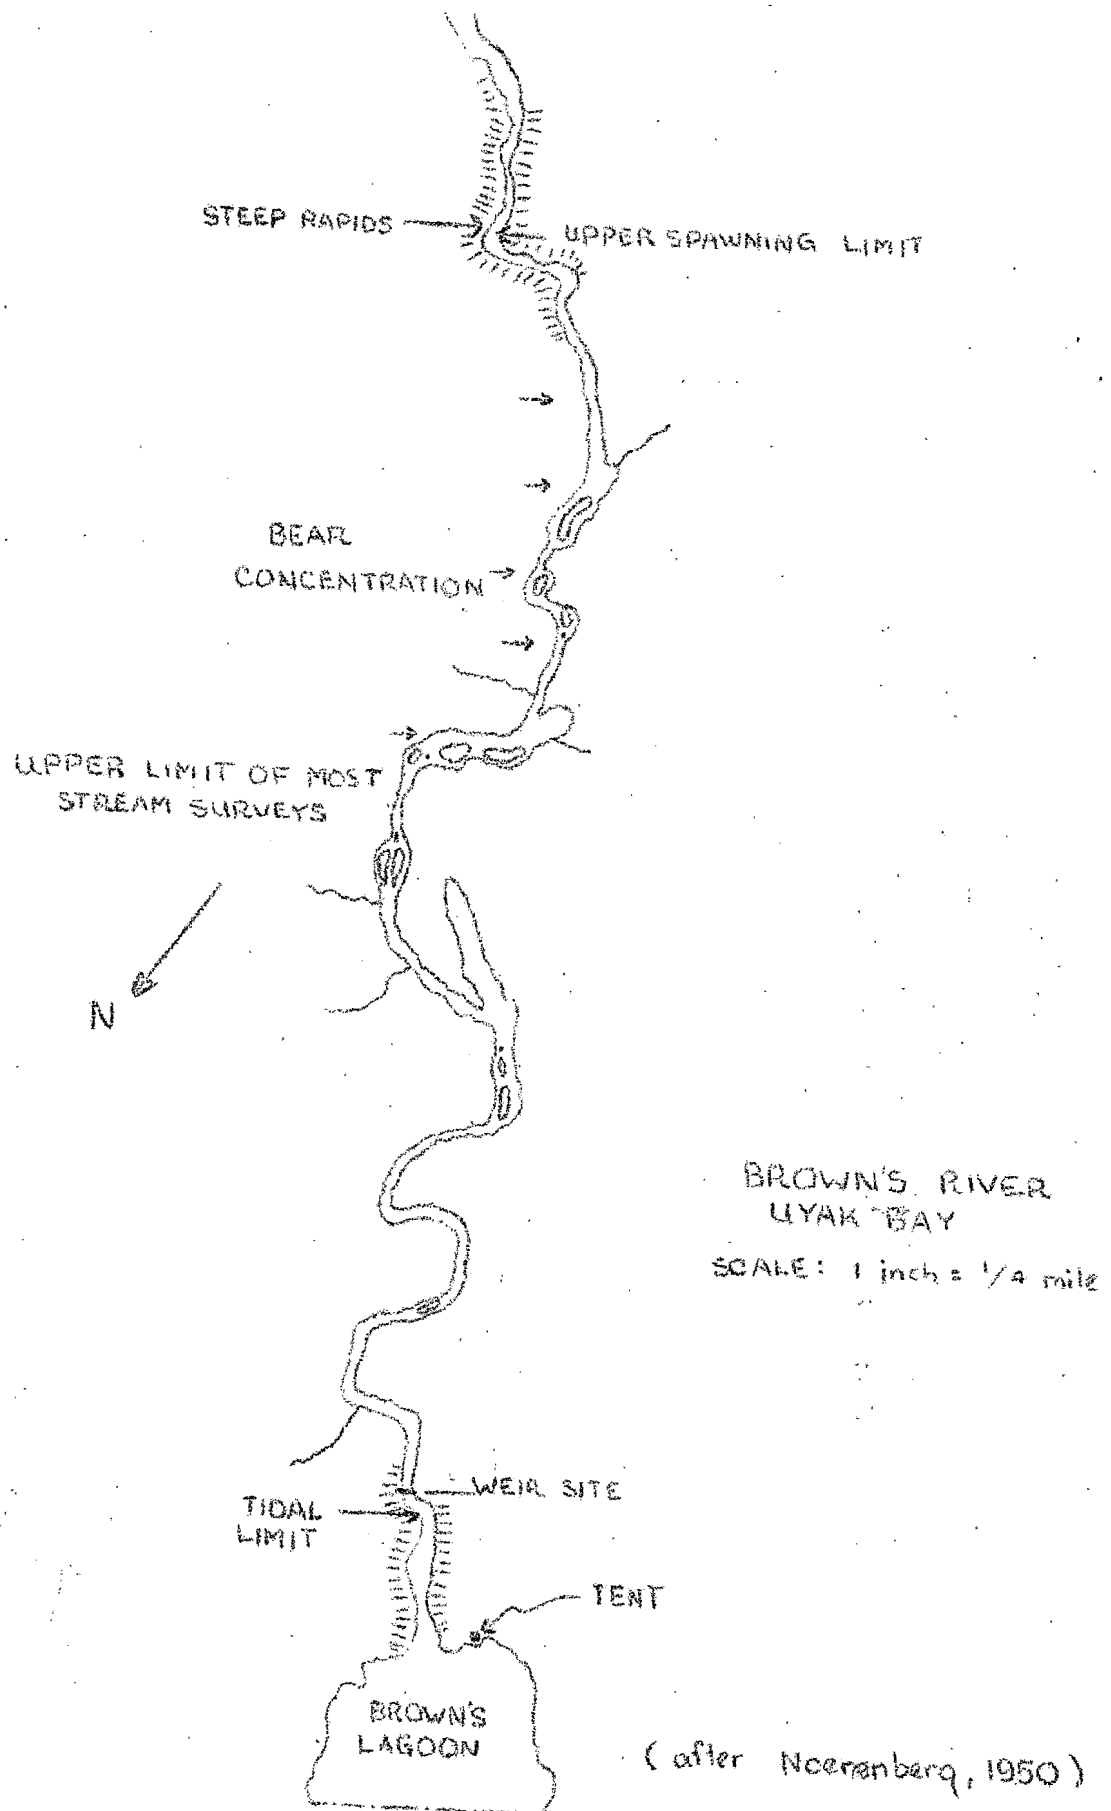 STEEP RAPIDS
UPPER SPAWNING LIMIT
BEAR
CONCENTRATION
UPPER LIMIT OF MOST
STREAM SURVEYS
N
BROWN'S RIVER
UYAK BAY
SCALE: 1 inch = 1/4 mile
WEIR SITE
TIDAL
LIMIT
TENT
BROWN'S
LAGOON
(after Noerenberg, 1950)